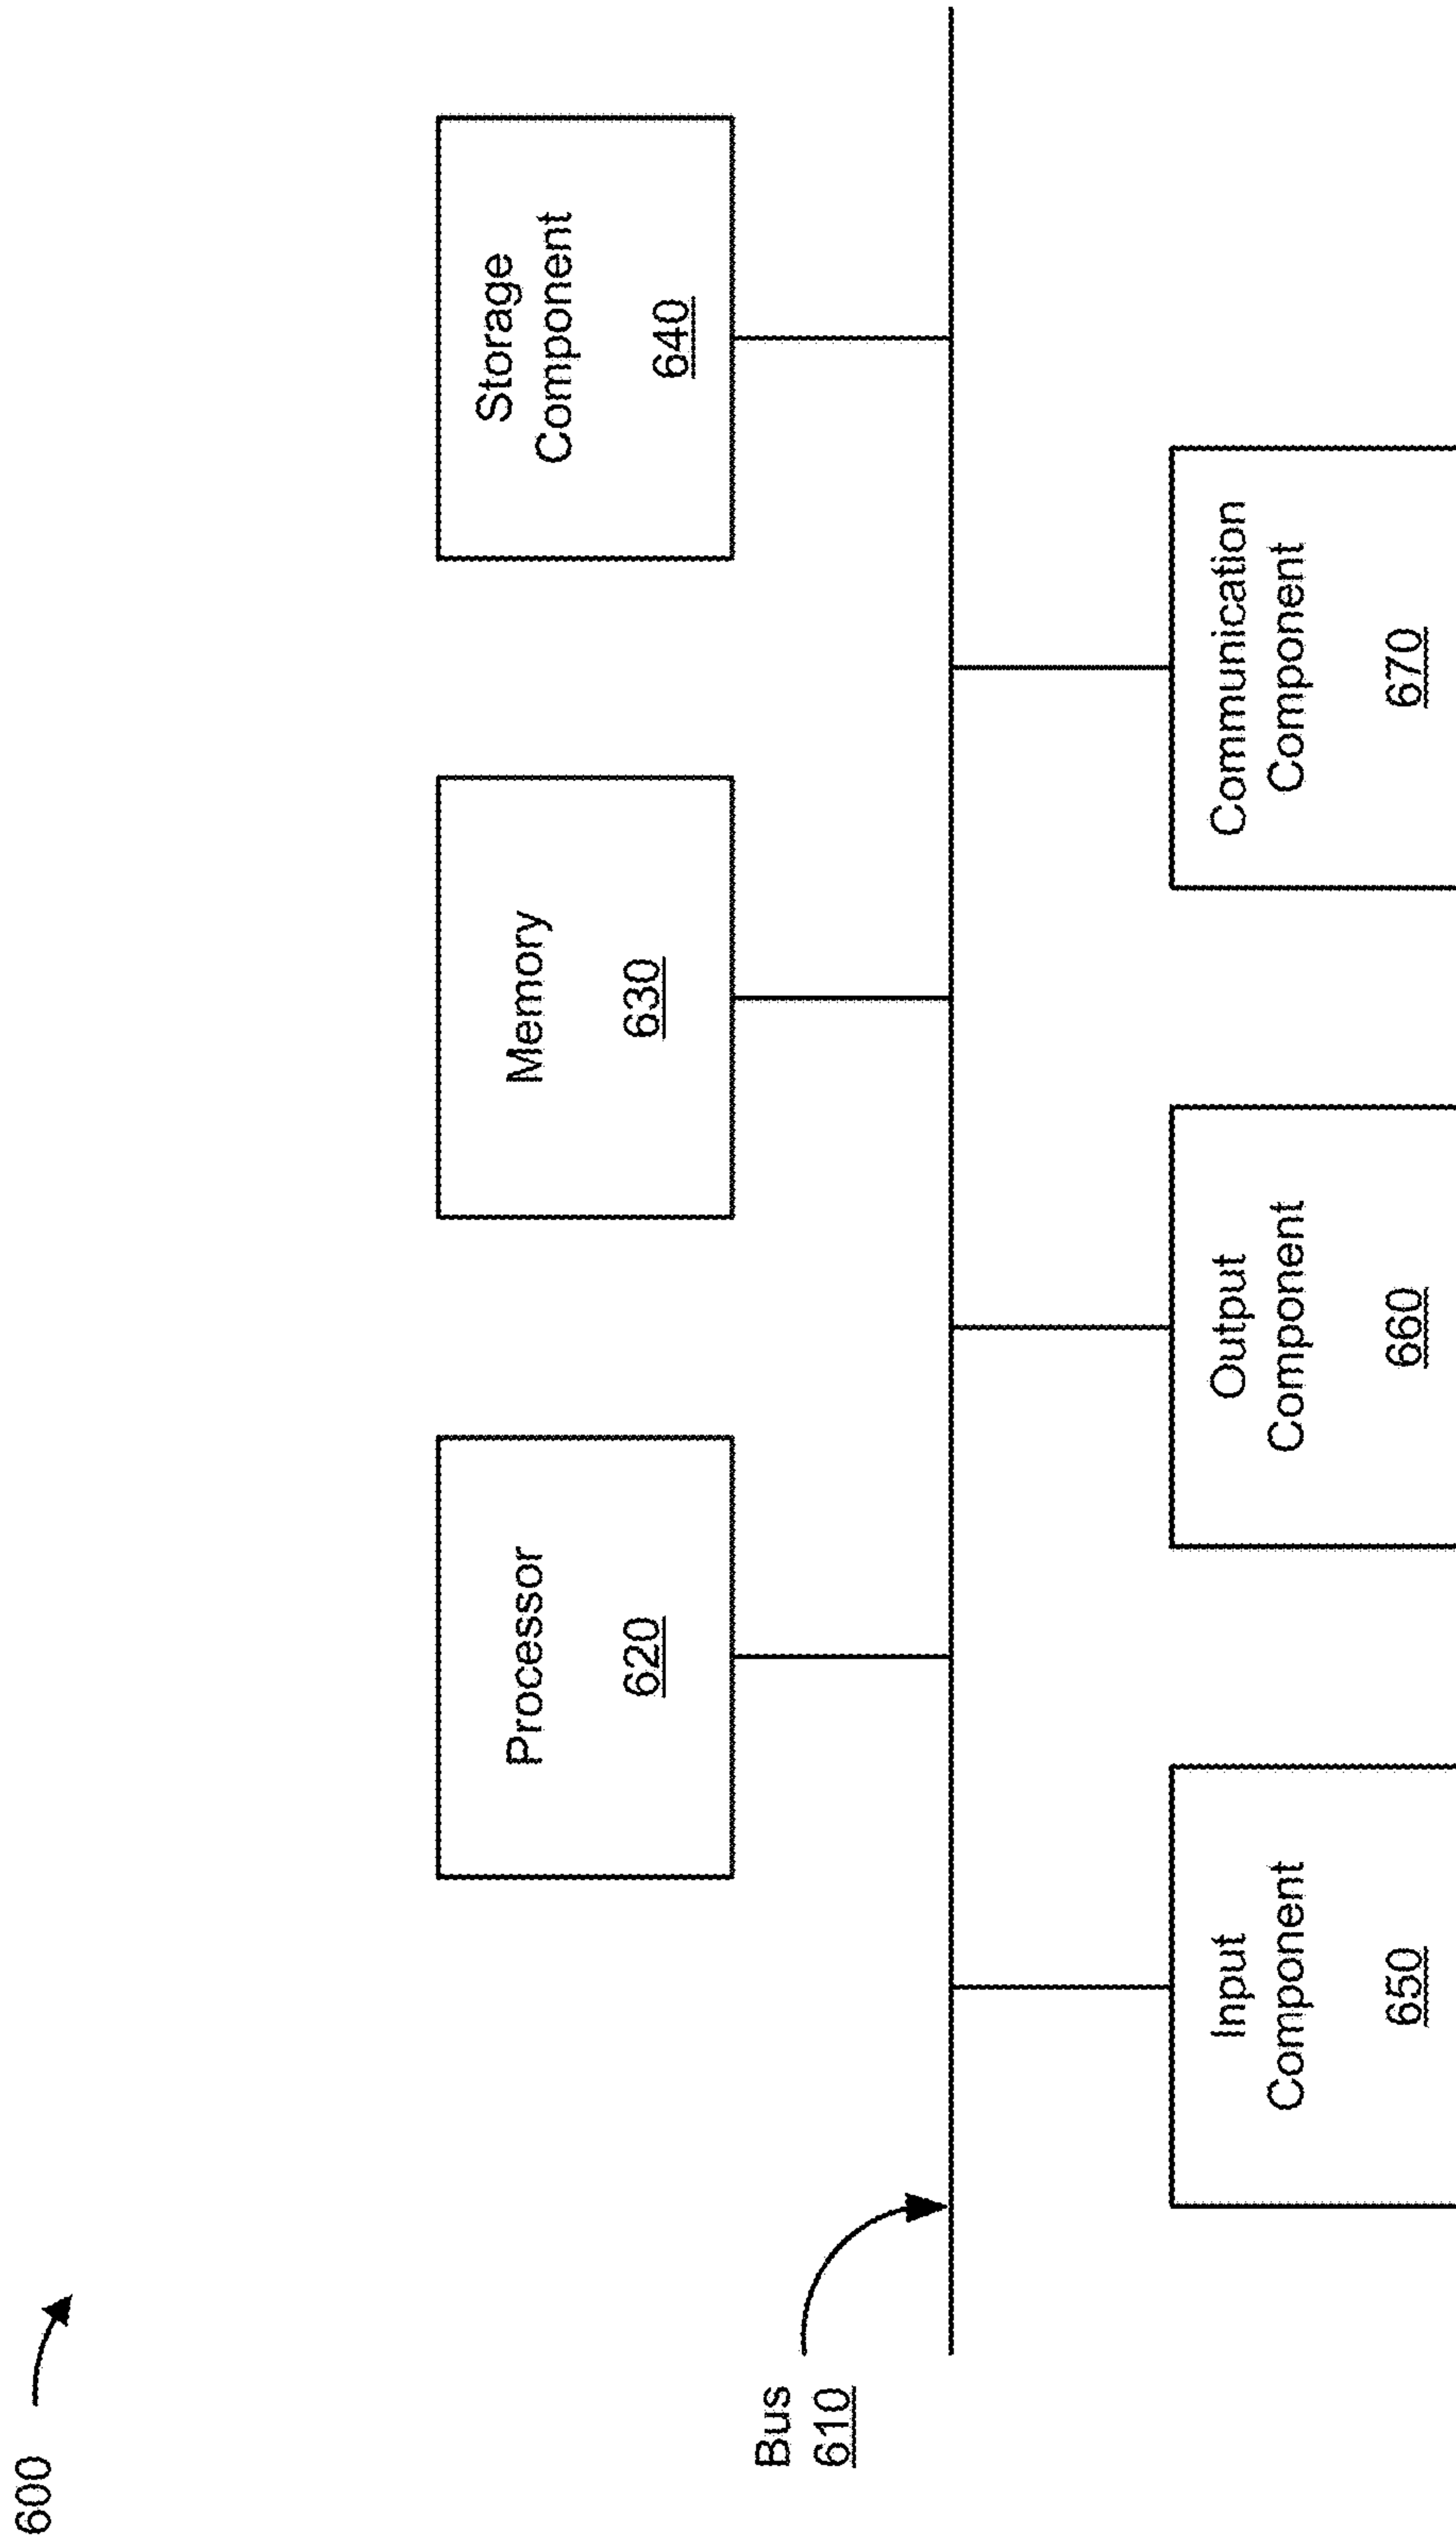 600
Processor
620
Memory
630
Storage
Component
640
Bus
610
Input
Component
650
Output
Component
660
Communication
Component
670